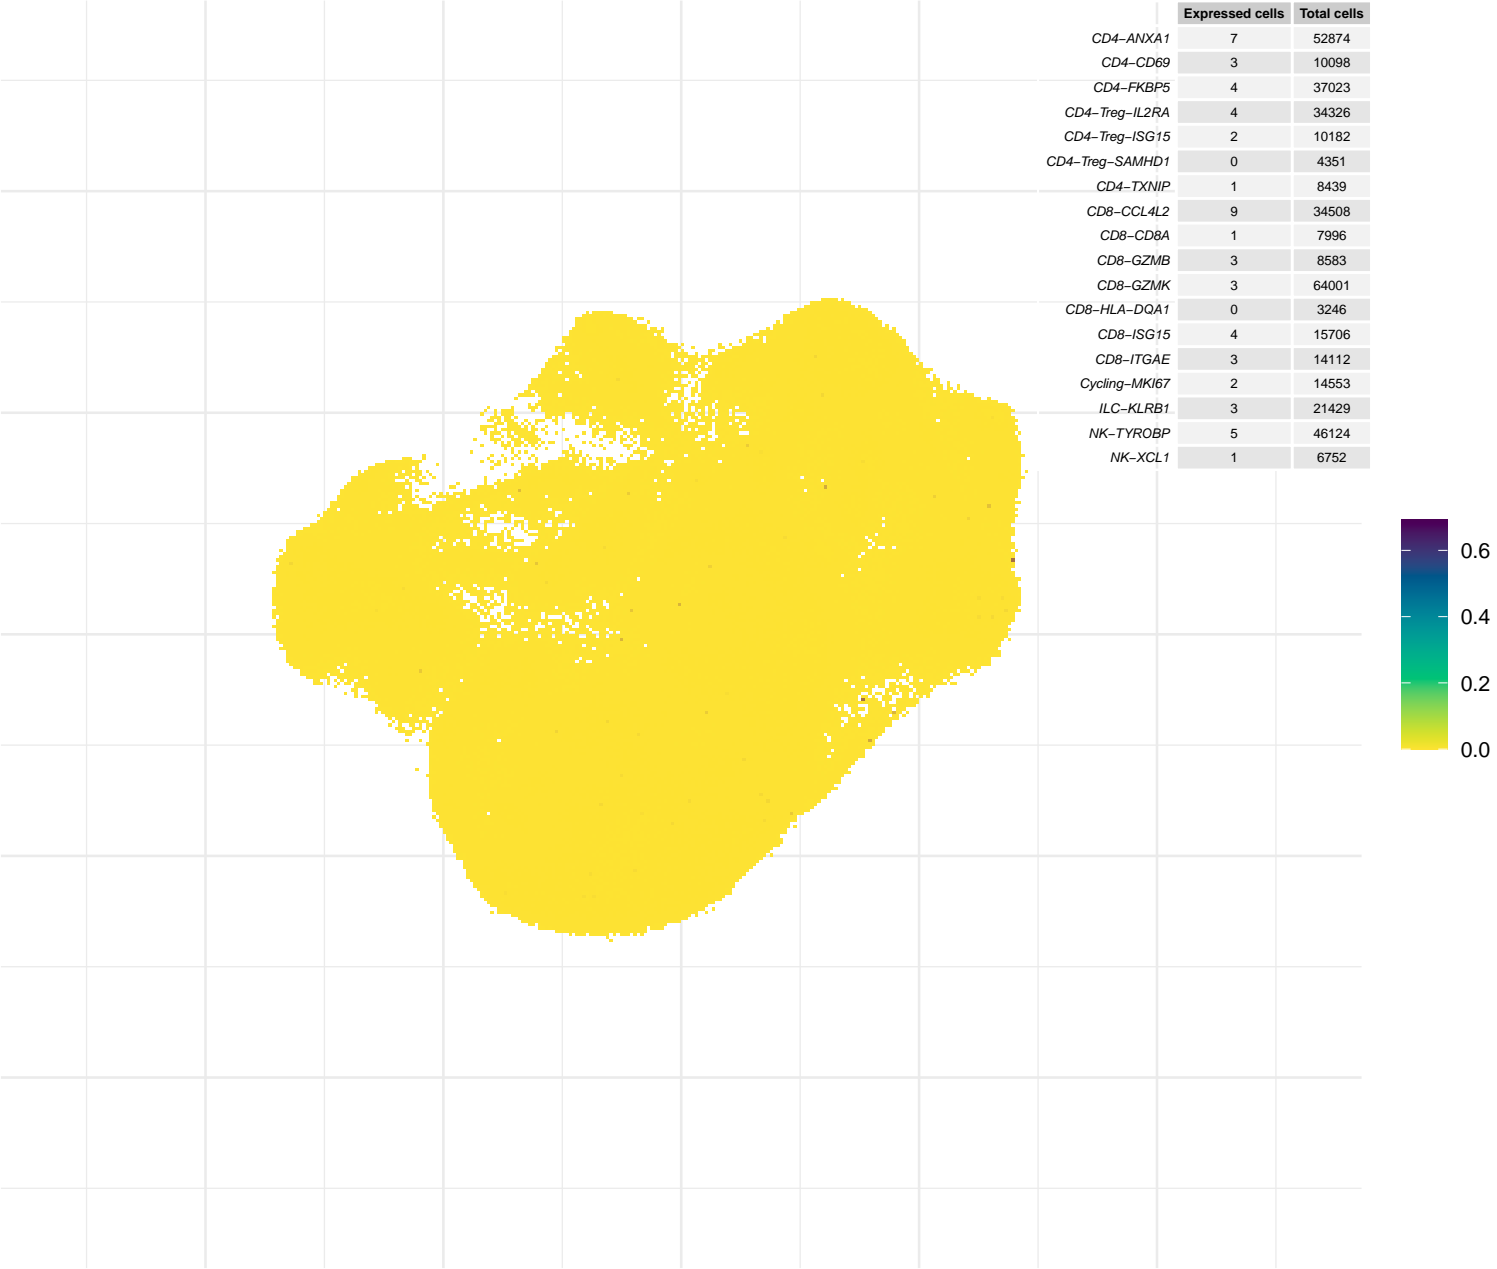 Expressed cells Total cells
CD4−ANXA1 7 52874
CD4−CD69 3 10098
CD4−FKBP5 4 37023
CD4−Treg−IL2RA 4 34326
CD4−Treg−ISG15 2 10182
CD4−Treg−SAMHD1 0 4351
CD4−TXNIP 1 8439
CD8−CCL4L2 9 34508
CD8−CD8A 1 7996
CD8−GZMB 3 8583
CD8−GZMK 3 64001
CD8−HLA−DQA1 0 3246
CD8−ISG15 4 15706
CD8−ITGAE 3 14112
Cycling−MKI67 2 14553
ILC−KLRB1 3 21429
NK−TYROBP 5 46124
NK−XCL1 1 6752
0.6
0.4
0.2
0.0